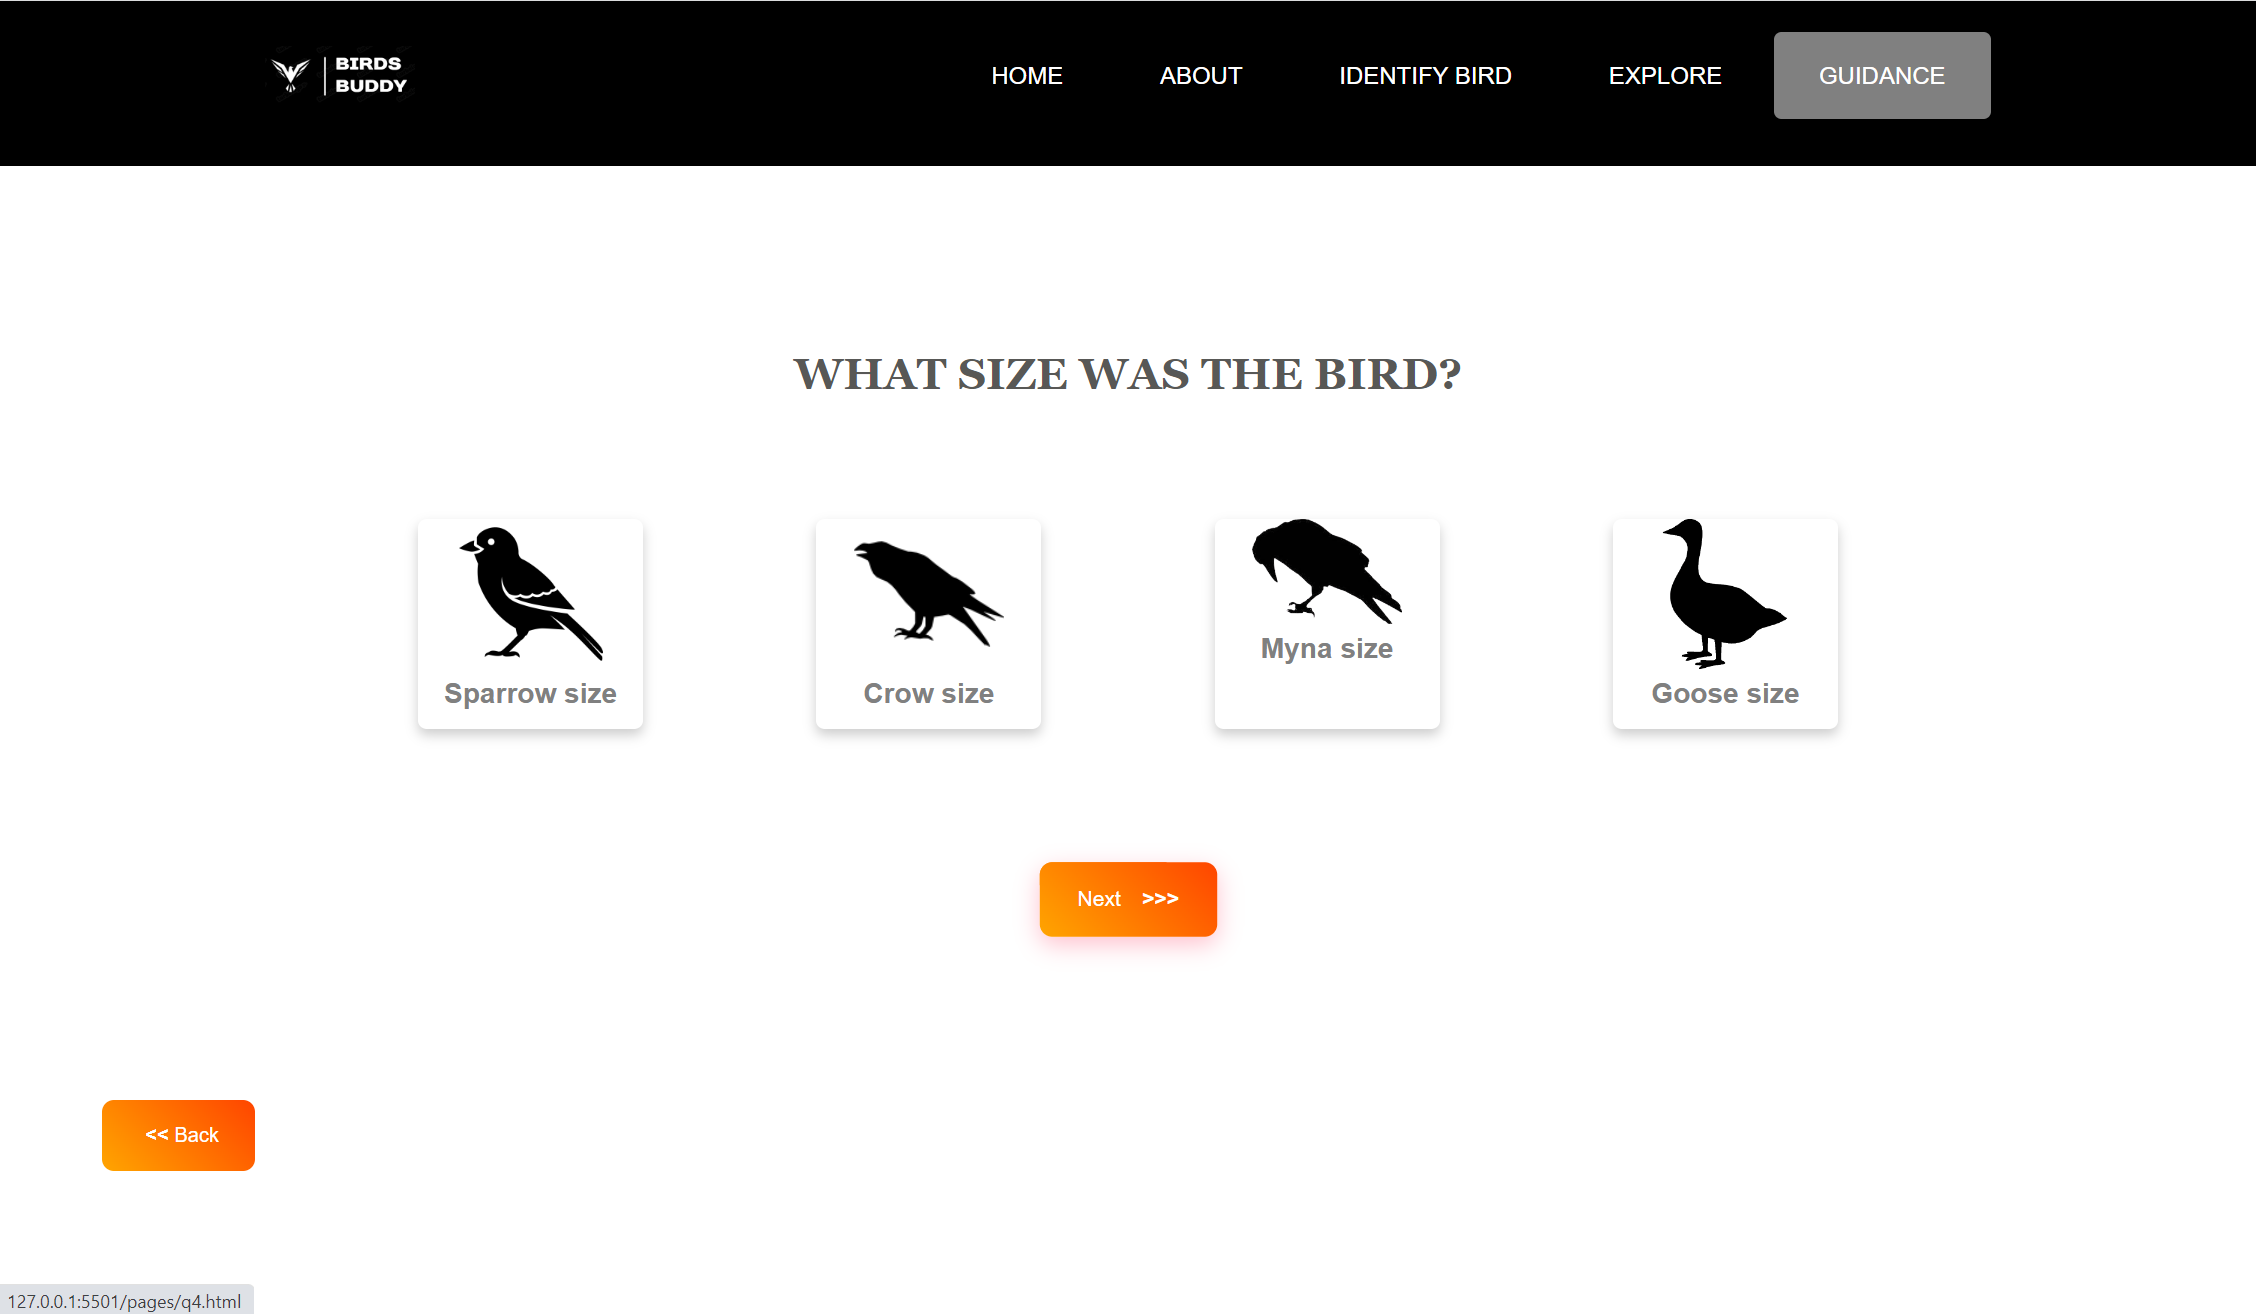 BIRDS
BUDDY
HOME ABOUT IDENTIFY BIRD EXPLORE GUIDANCE
WHAT SIZE WAS THE BIRD?
Sparrow size
Crow size
Myna size
Goose size
Next >>>
<< Back
127.0.0.1:5501/pages/q4.html